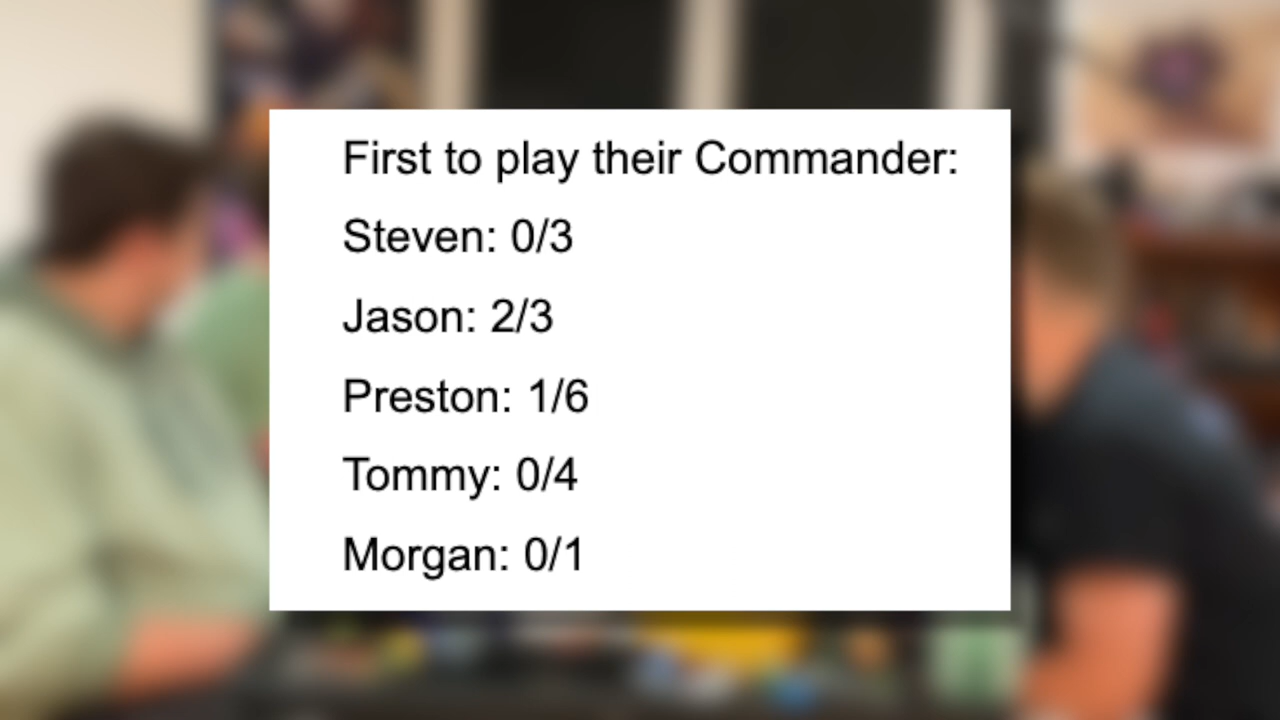 First to play their Commander:
Steven: 0/3
Jason: 2/3
Preston: 1/6
Tommy: 0/4
Morgan: 0/1